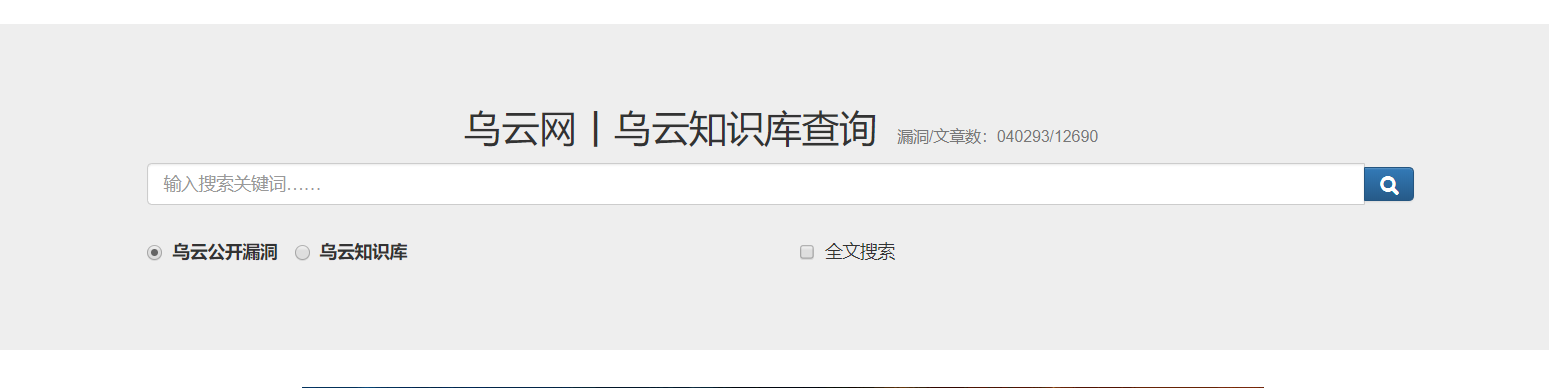 乌云网 | 乌云知识库查询 漏洞/文章数：040293/12690
输入搜索关键词……
乌云公开漏洞 乌云知识库 全文搜索